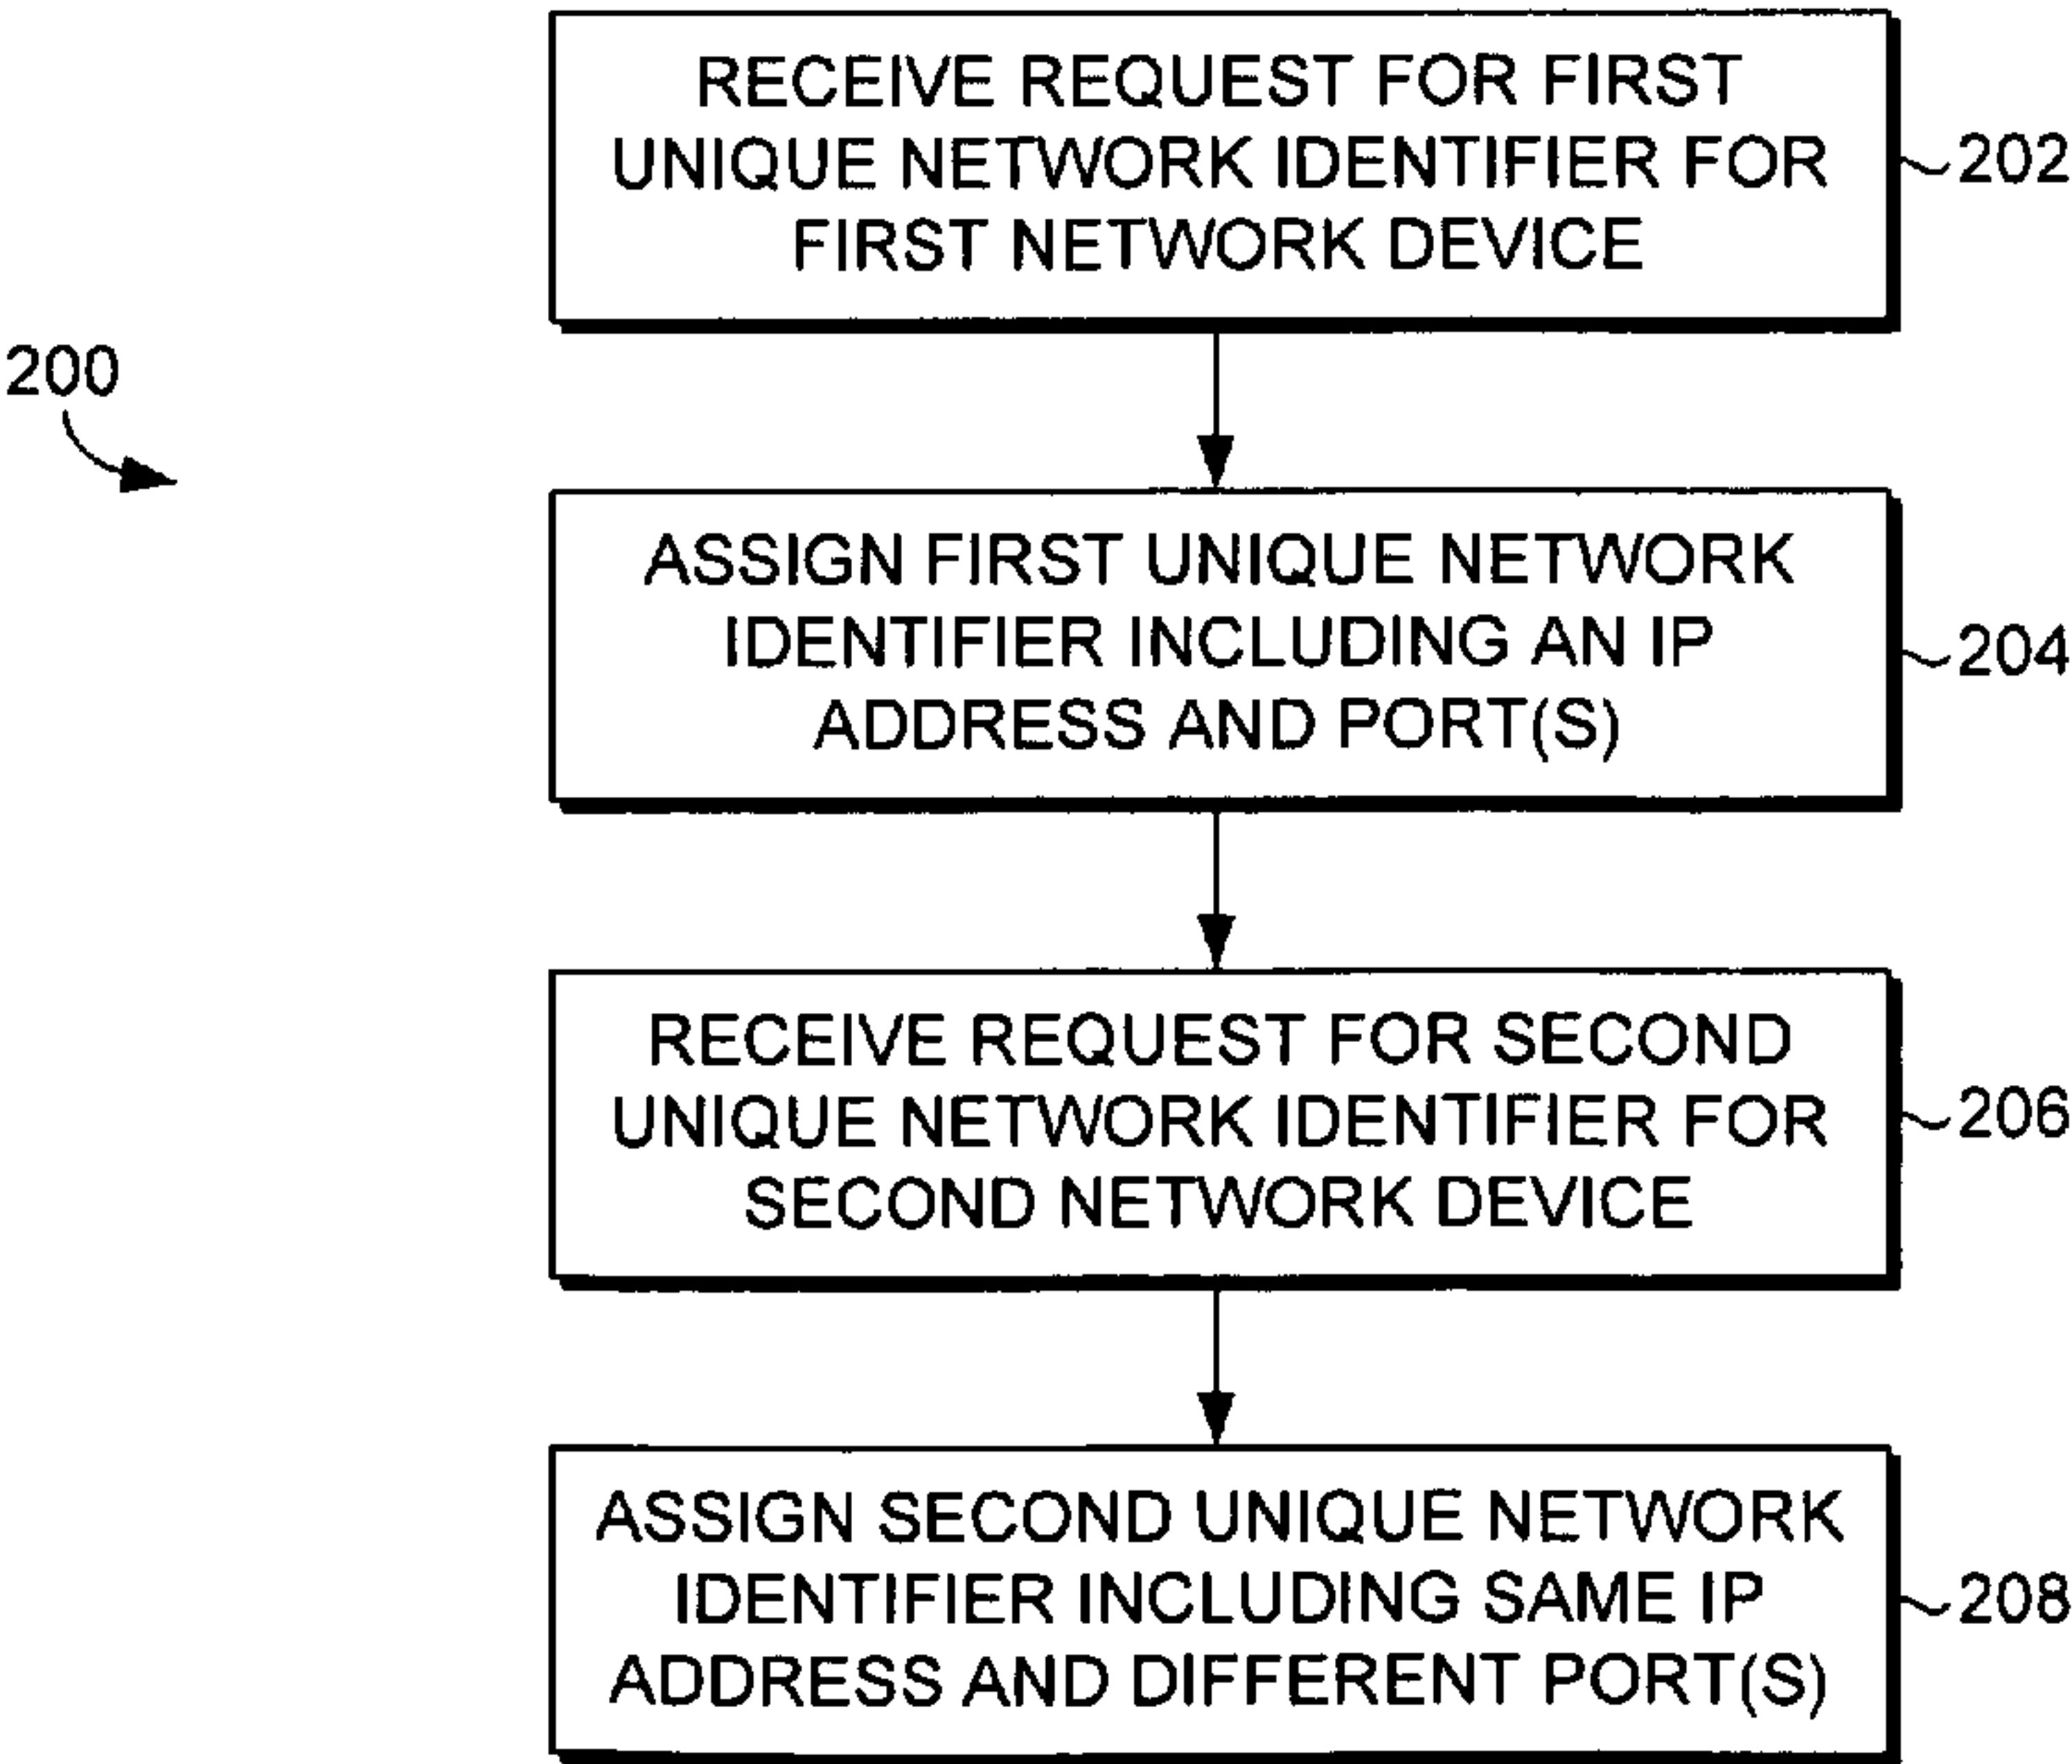 RECEIVE REQUEST FOR FIRST
UNIQUE NETWORK IDENTIFIER FOR
FIRST NETWORK DEVICE
202
200
ASSIGN FIRST UNIQUE NETWORK
IDENTIFIER INCLUDING AN IP
ADDRESS AND PORT(S)
204
RECEIVE REQUEST FOR SECOND
UNIQUE NETWORK IDENTIFIER FOR
SECOND NETWORK DEVICE
206
ASSIGN SECOND UNIQUE NETWORK
IDENTIFIER INCLUDING SAME IP
ADDRESS AND DIFFERENT PORT(S)
208